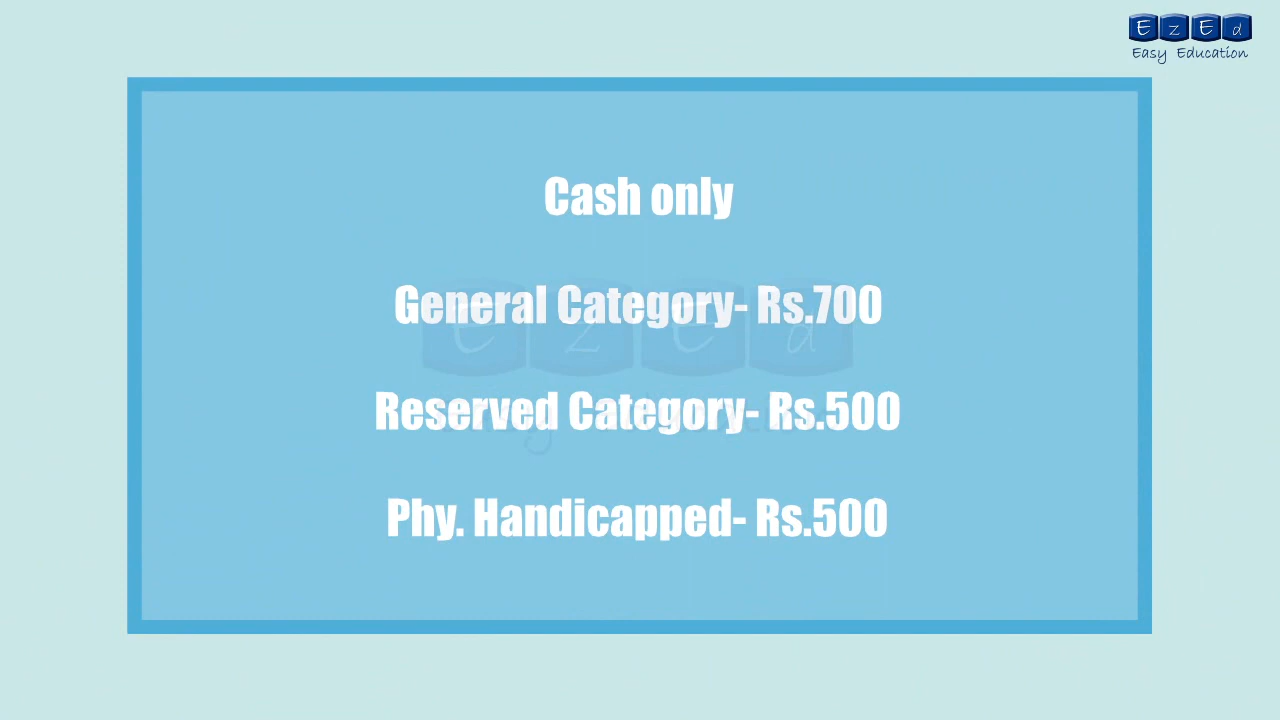 EzEd
Easy Education
Cash only
General Category- Rs.700
Reserved Category- Rs.500
Phy. Handicapped- Rs.500